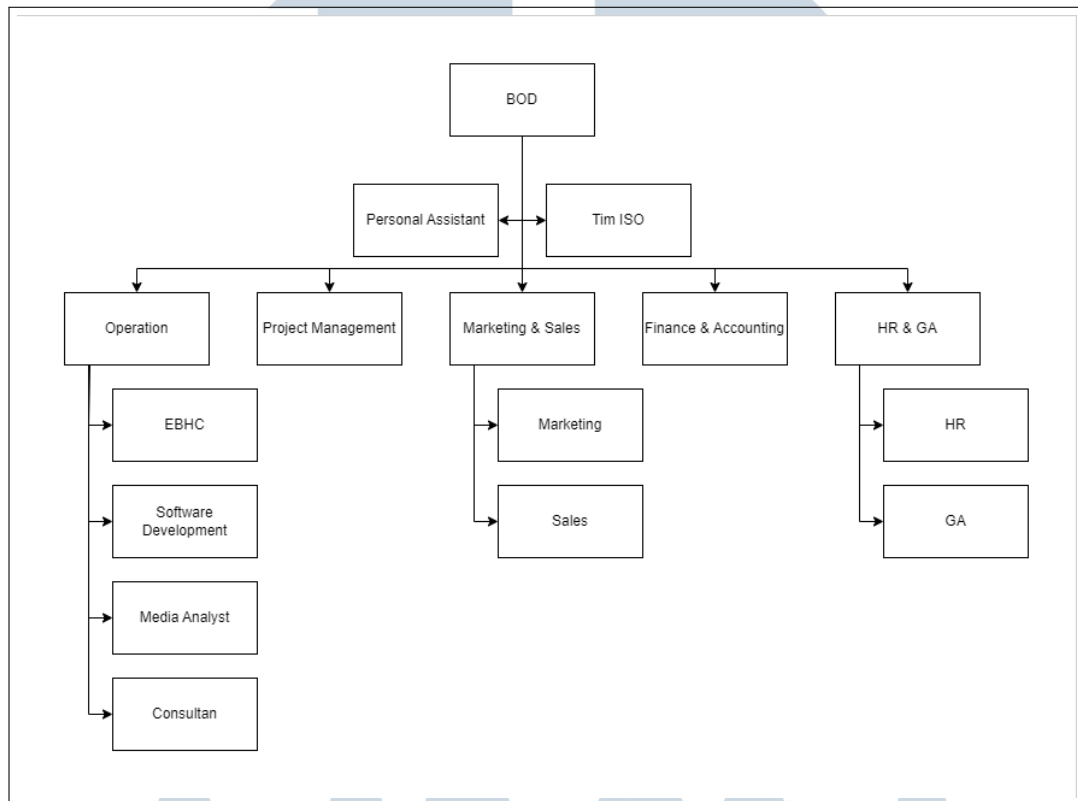 BOD
Personal Assistant
Tim ISO
Operation
Project Management
Marketing & Sales
Finance & Accounting
HR & GA
EBHC
Marketing
HR
Software
Development
Sales
GA
Media Analyst
Consultan